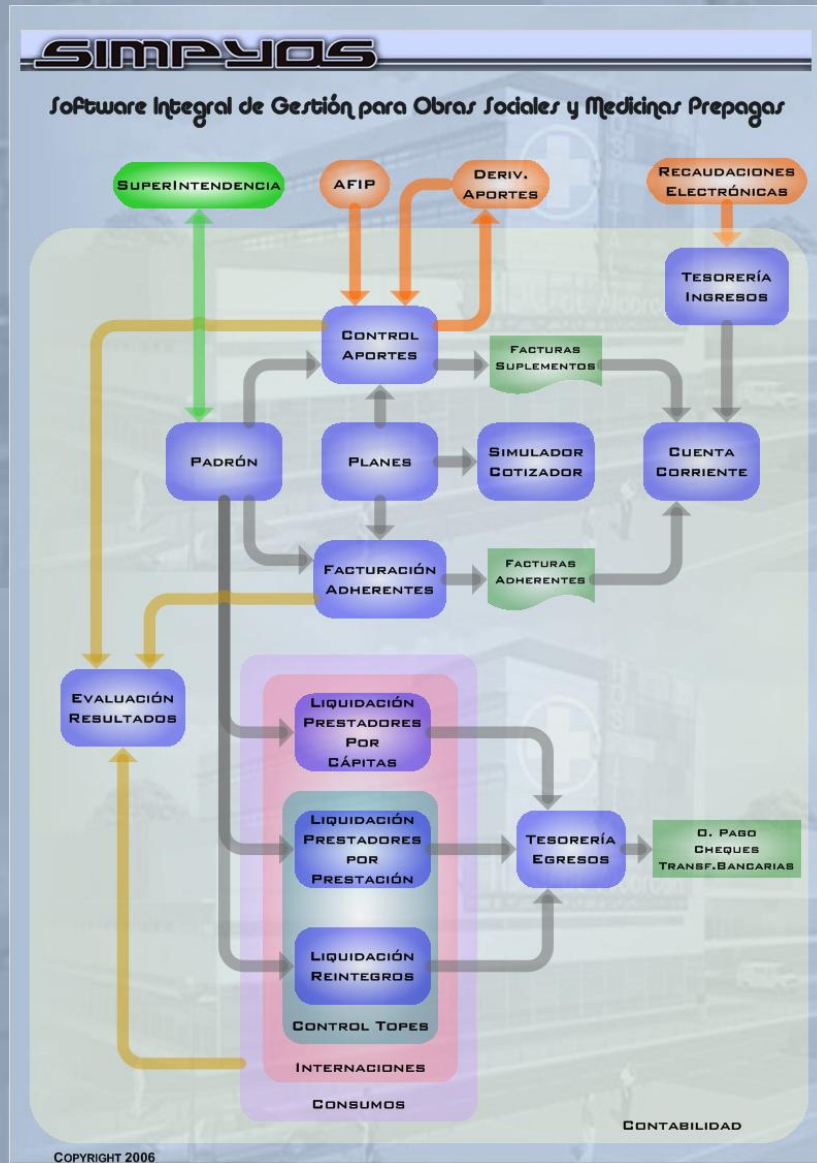 SIMPYOS
Software Integral de Gestión para Obras Sociales y Medicinas Prepagas
SUPERINTENDENCIA
AFIP
DERIV.
APORTES
RECAUDACIONES
ELECTRÓNICAS
TESORERÍA
INGRESOS
CONTROL
APORTES
FACTURAS
SUPLEMENTOS
PADRÓN
PLANES
SIMULADOR
COTIZADOR
CUENTA
CORRIENTE
FACTURACIÓN
ADHERENTES
FACTURAS
ADHERENTES
EVALUACIÓN
RESULTADOS
LIQUIDACIÓN
PRESTADORES
POR
CÁPITAS
LIQUIDACIÓN
PRESTADORES
POR
PRESTACIÓN
TESORERÍA
EGRESOS
O. PAGO
CHEQUES
TRANSF.BANCARIAS
LIQUIDACIÓN
REINTEGROS
CONTROL TOPES
INTERNACIONES
CONSUMOS
CONTABILIDAD
COPYRIGHT 2006